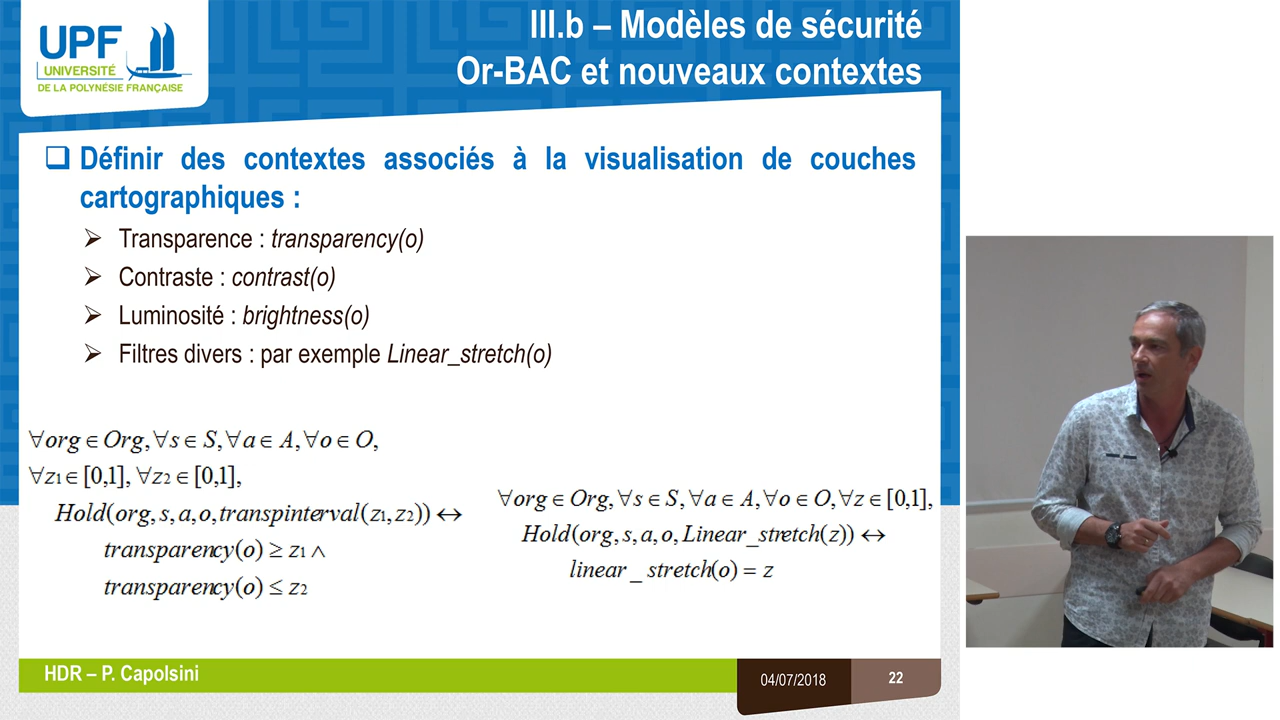 UPF
UNIVERSITÉ
DE LA POLYNÉSIE FRANÇAISE
III.b – Modèles de sécurité
Or-BAC et nouveaux contextes
❑ Définir des contextes associés à la visualisation de couches
cartographiques :
➢ Transparence : transparency(o)
➢ Contraste : contrast(o)
➢ Luminosité : brightness(o)
➢ Filtres divers : par exemple Linear_stretch(o)
∀org ∈ Org, ∀s ∈ S, ∀a ∈ A, ∀o ∈ O,
∀z1 ∈ [0,1], ∀z2 ∈ [0,1],
Hold(org, s, a, o, transpinterval(z1, z2)) ↔
transparency(o) ≥ z1 ∧
transparency(o) ≤ z2
∀org ∈ Org, ∀s ∈ S, ∀a ∈ A, ∀o ∈ O, ∀z ∈ [0,1],
Hold(org, s, a, o, Linear_stretch(z)) ↔
linear_stretch(o) = z
HDR – P. Capolsini
04/07/2018
22